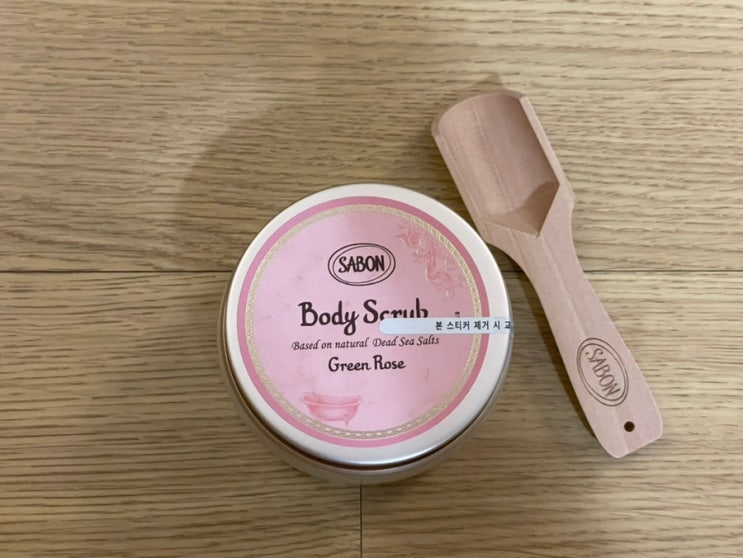 SABON
Body Scrub
본 스티커 제거 시 교
Based on natural Dead Sea Salts
Green Rose
SABON